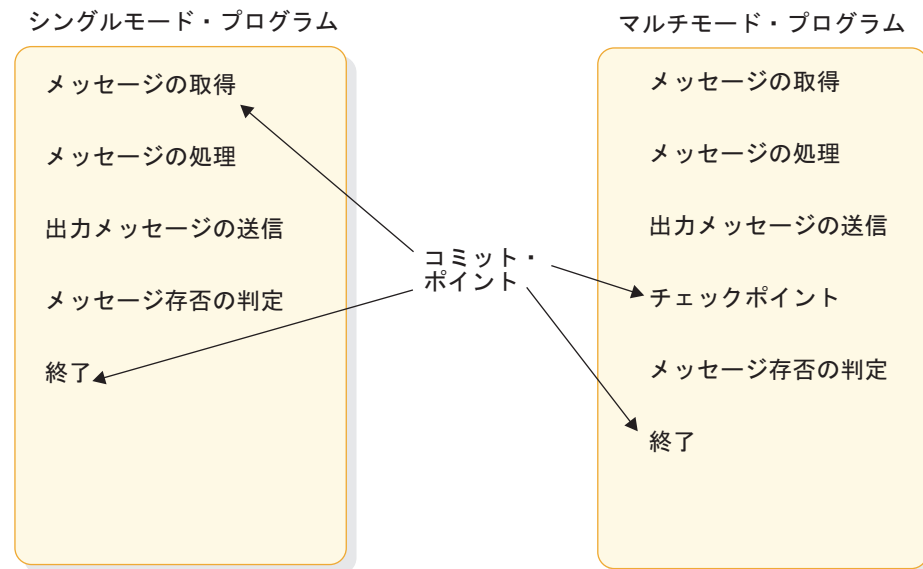 シングルモード・プログラム
メッセージの取得
メッセージの処理
出力メッセージの送信
メッセージ存否の判定
終了
コミット・
ポイント
マルチモード・プログラム
メッセージの取得
メッセージの処理
出力メッセージの送信
チェックポイント
メッセージ存否の判定
終了